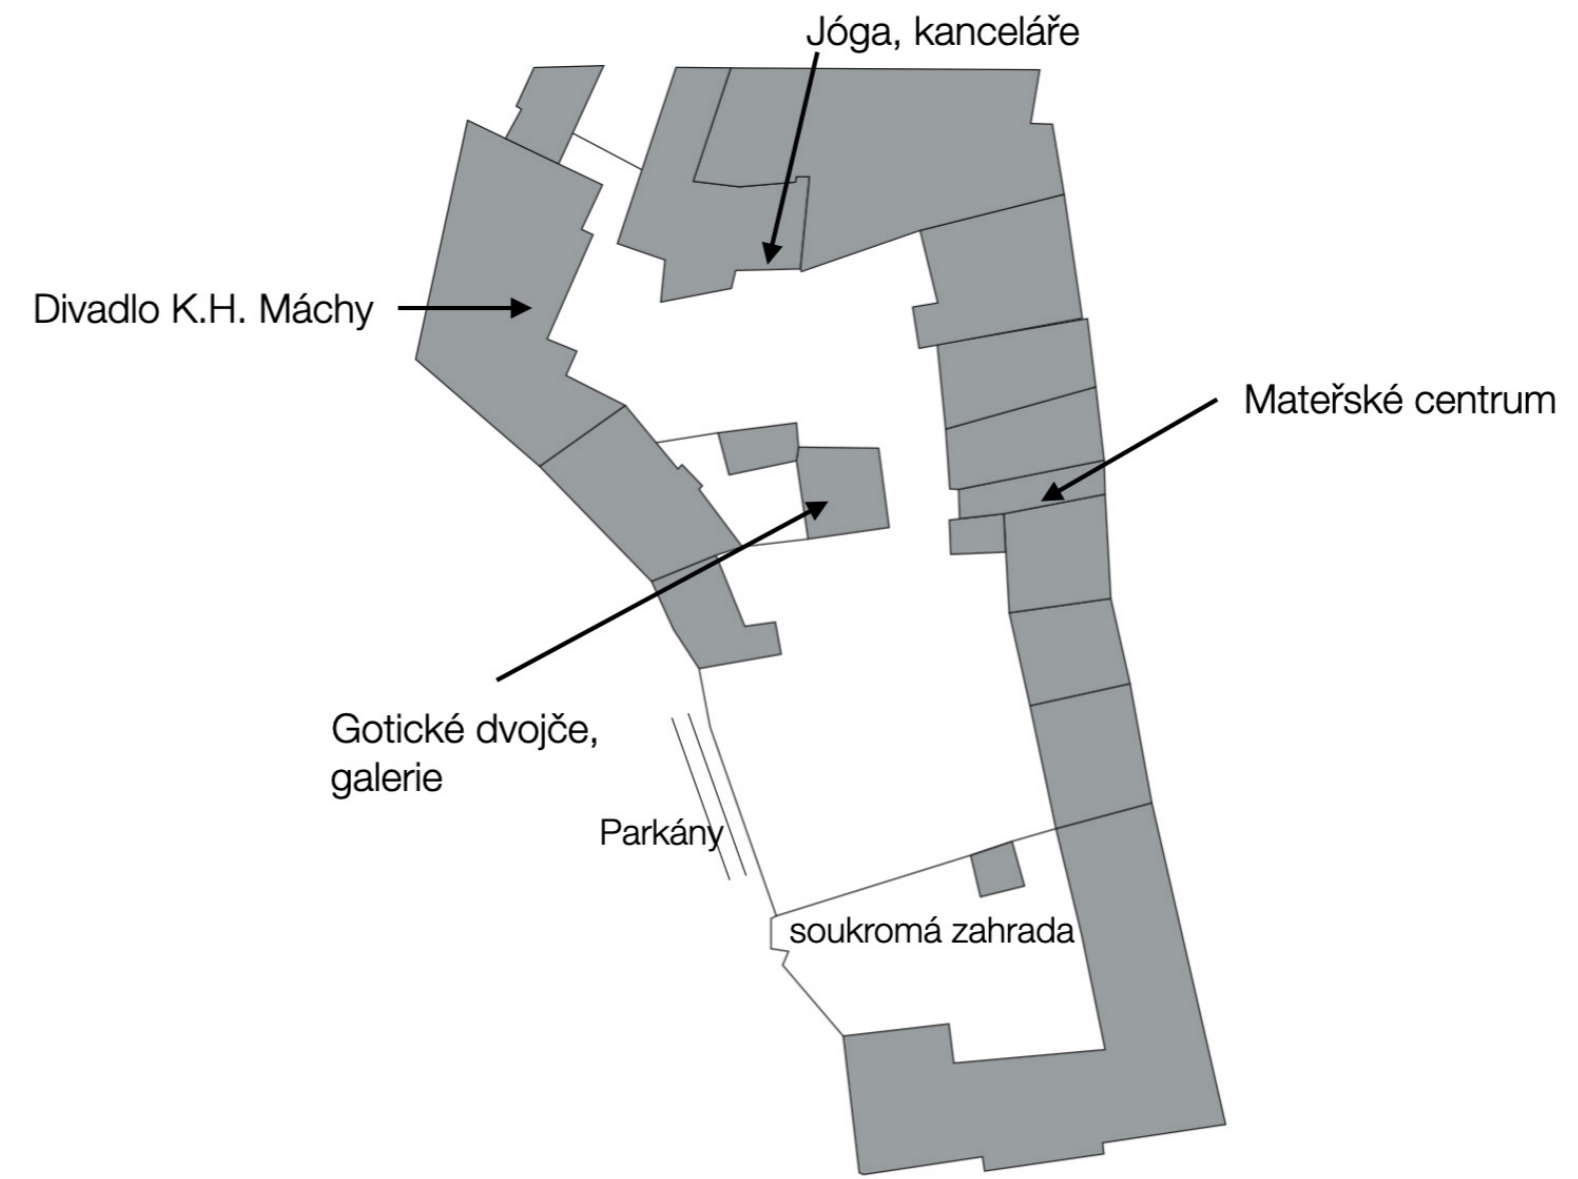 Jóga, kanceláře
Divadlo K.H. Máchy
Mateřské centrum
Gotické dvojče,
galerie
Parkány
soukromá zahrada